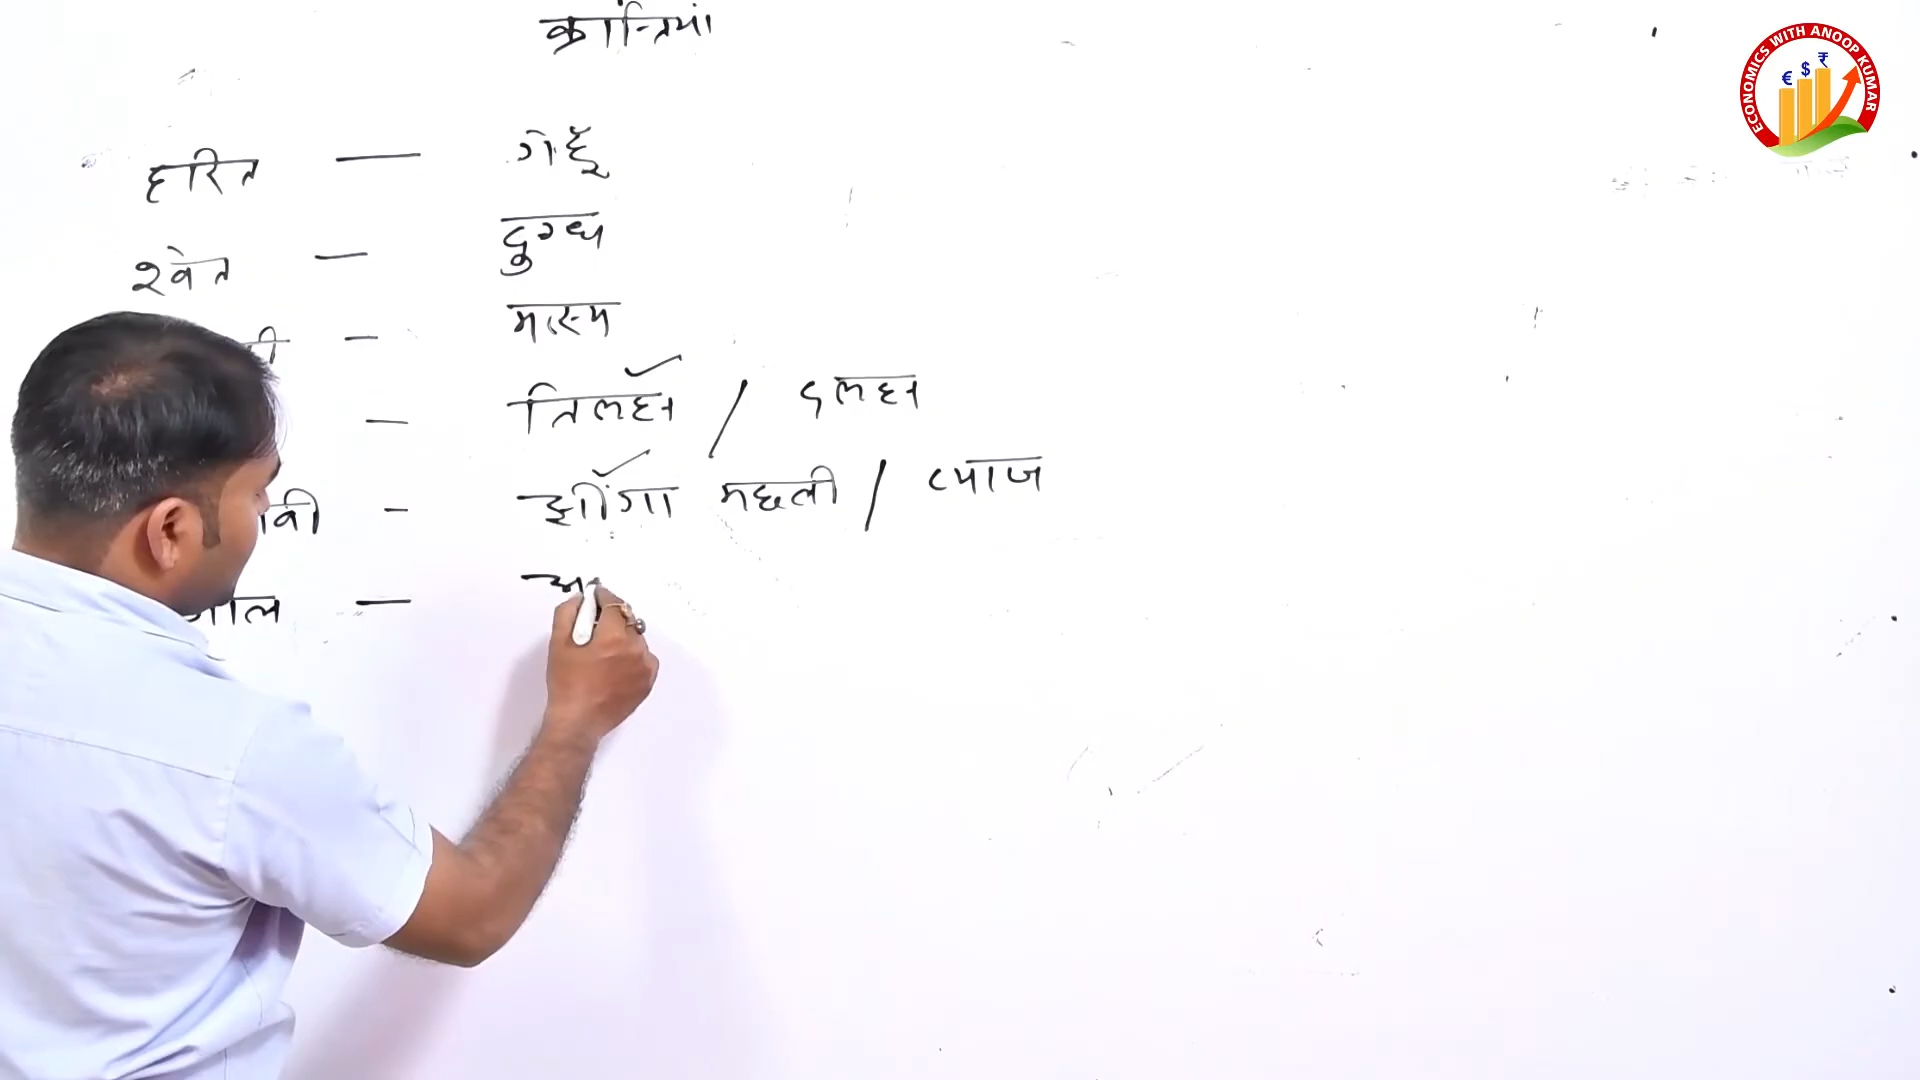 क्रान्तियां
हरित — गेहूँ
श्वेत — दुग्ध
— मत्स्य
— तिलहन / दलहन
— झींगा मछली / प्याज
—
ECONOMICS WITH ANOOP KUMAR
€ $ ₹